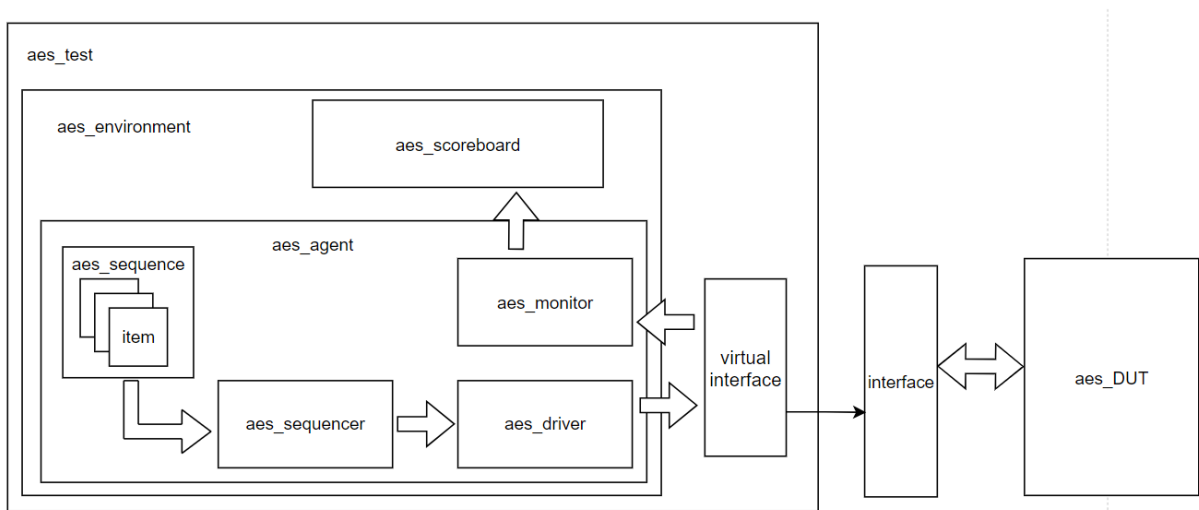 aes_test
aes_environment
aes_scoreboard
aes_agent
aes_sequence
item
aes_monitor
aes_sequencer
aes_driver
virtual
interface
interface
aes_DUT